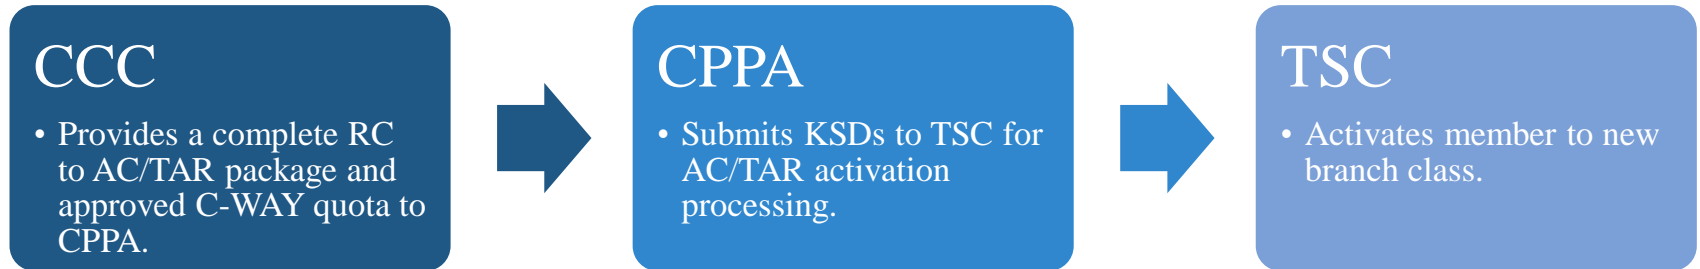 CCC
• Provides a complete RC
to AC/TAR package and
approved C-WAY quota to
CPPA.
CPPA
• Submits KSDs to TSC for
AC/TAR activation
processing.
TSC
• Activates member to new
branch class.